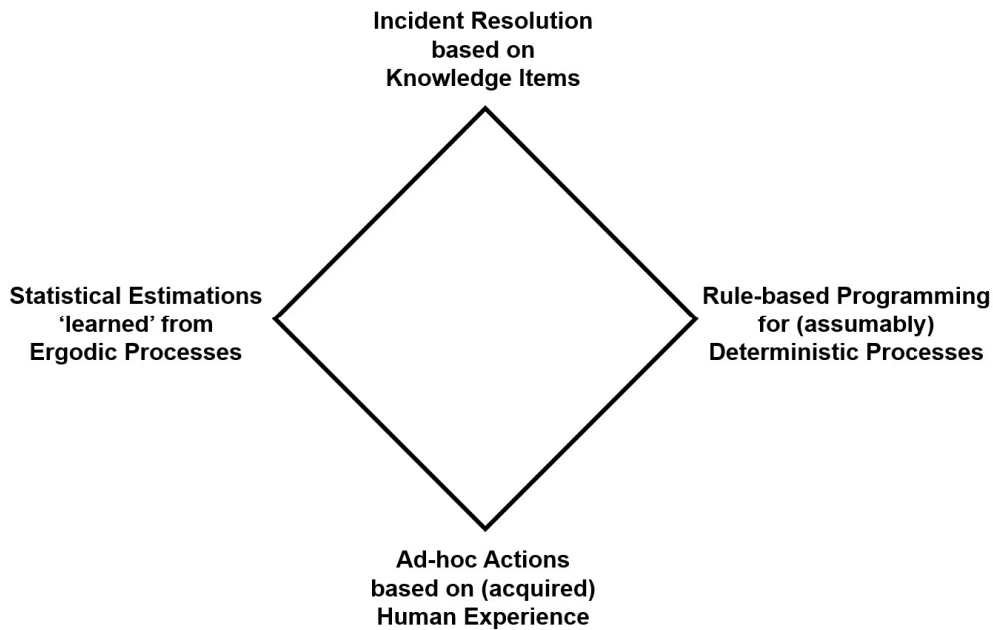 Incident Resolution
based on
Knowledge Items
Statistical Estimations
‘learned’ from
Ergodic Processes
Rule-based Programming
for (assumably)
Deterministic Processes
Ad-hoc Actions
based on (acquired)
Human Experience